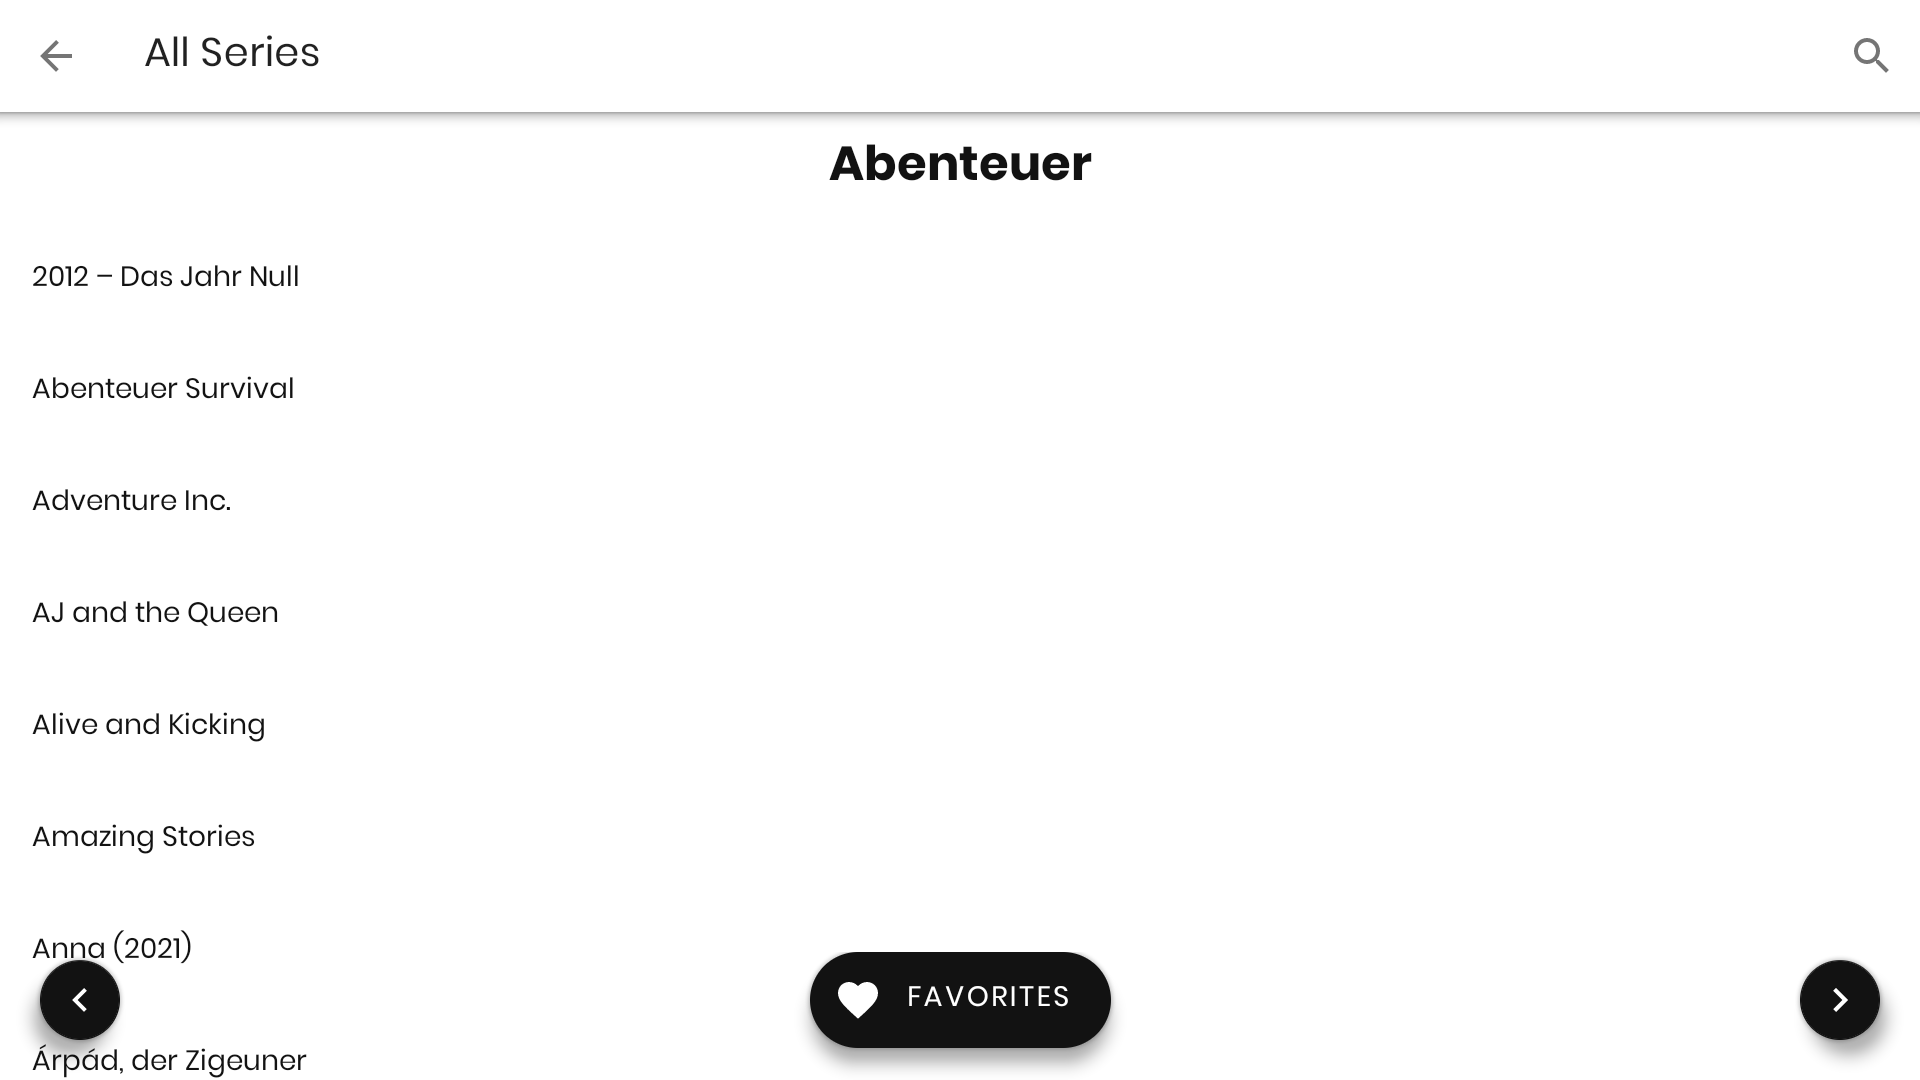 All Series
Abenteuer
2012 – Das Jahr Null
Abenteuer Survival
Adventure Inc.
AJ and the Queen
Alive and Kicking
Amazing Stories
Anna (2021)
FAVORITES
Árpád, der Zigeuner